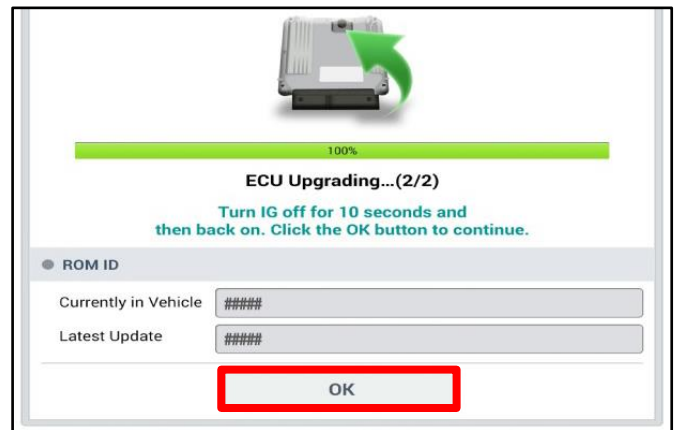 100%
ECU Upgrading...(2/2)
Turn IG off for 10 seconds and
then back on. Click the OK button to continue.
ROM ID
Currently in Vehicle #####
Latest Update #####
OK